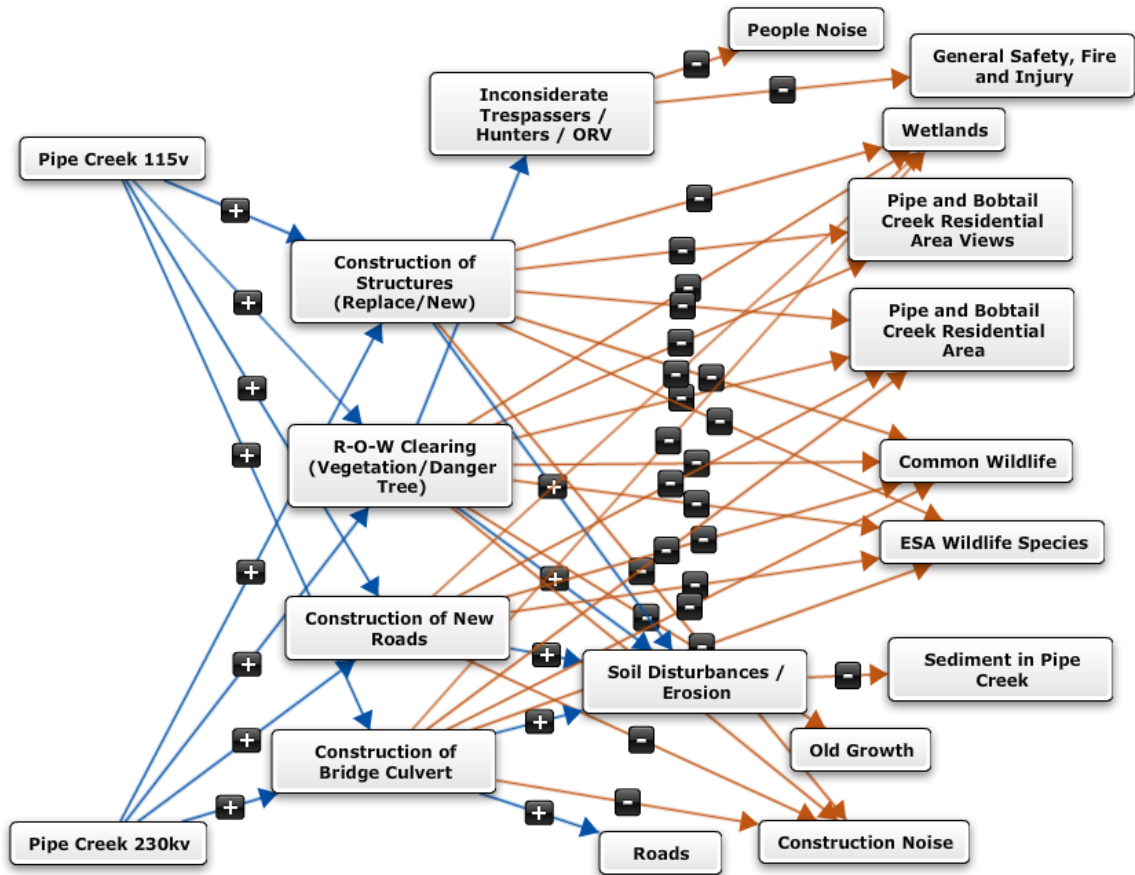 People Noise
General Safety, Fire
and Injury
Inconsiderate
Trespassers /
Hunters / ORV
Wetlands
Pipe Creek 115v
Pipe and Bobtail
Creek Residential
Area Views
Construction of
Structures
(Replace/New)
Pipe and Bobtail
Creek Residential
Area
R-O-W Clearing
(Vegetation/Danger
Tree)
Common Wildlife
ESA Wildlife Species
Construction of New
Roads
Soil Disturbances /
Erosion
Sediment in Pipe
Creek
Old Growth
Construction of
Bridge Culvert
Pipe Creek 230kv
Roads
Construction Noise